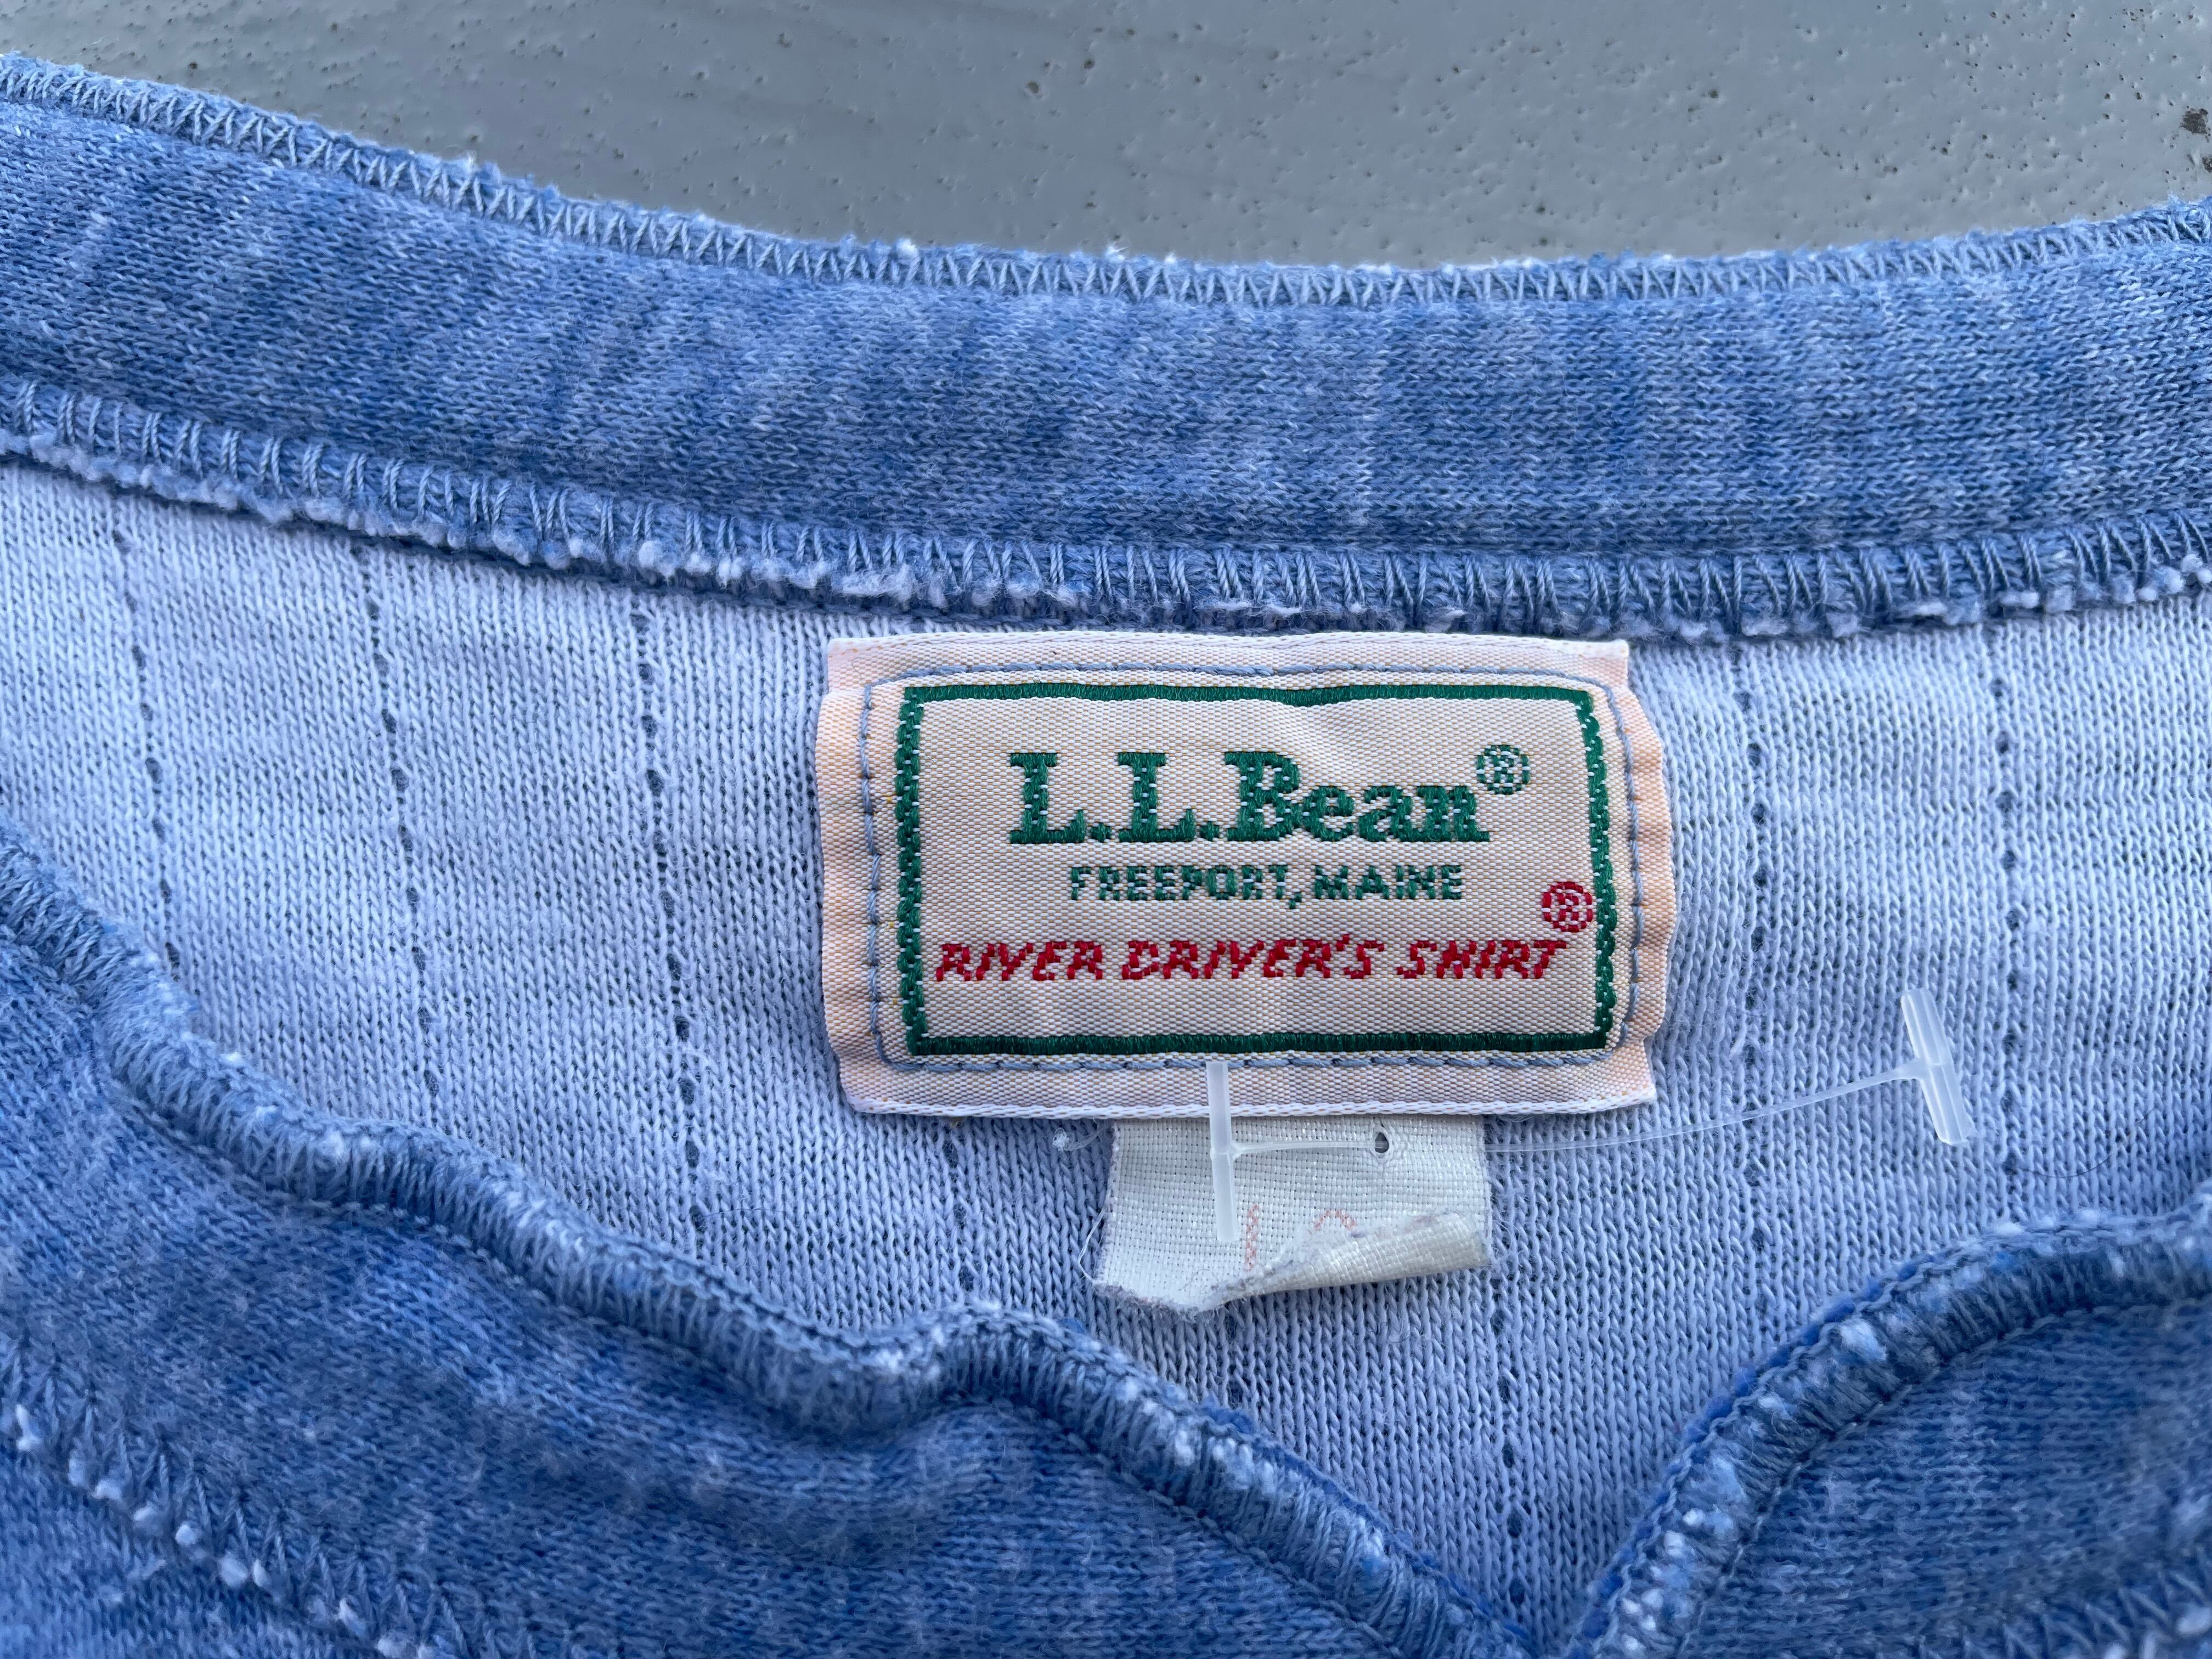 L.L.Bean®
FREEPORT, MAINE
RIVER DRIVER'S SHIRT®